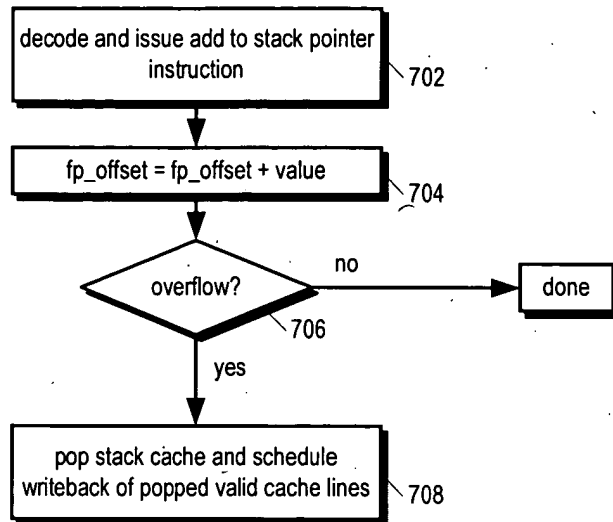 decode and issue add to stack pointer
instruction
702
fp_offset = fp_offset + value
704
overflow?
no
done
706
yes
pop stack cache and schedule
writeback of popped valid cache lines
708